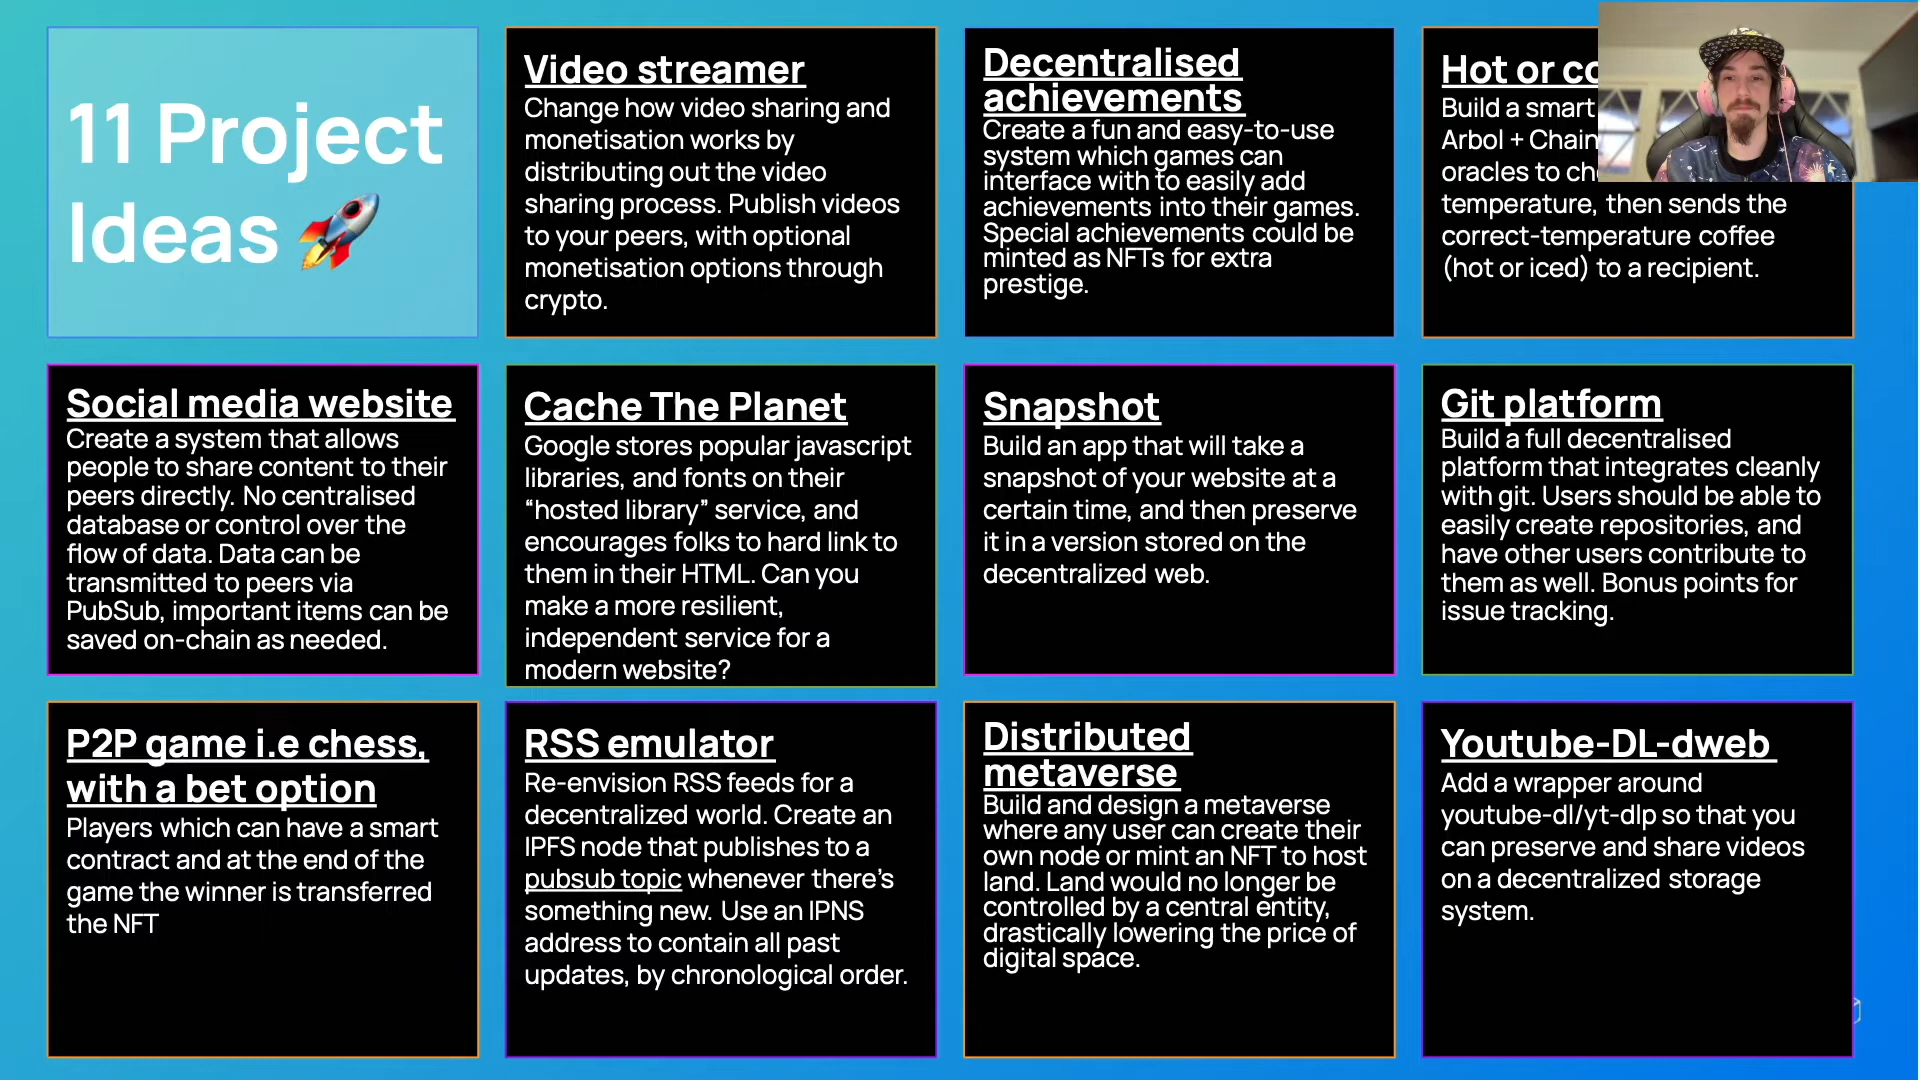 11 Project
Ideas 🚀
Video streamer
Change how video sharing and
monetisation works by
distributing out the video
sharing process. Publish videos
to your peers, with optional
monetisation options through
crypto.
Decentralised
achievements
Create a fun and easy-to-use
system which games can
interface with to easily add
achievements into their games.
Special achievements could be
minted as NFTs for extra
prestige.
Hot or
Build a smart
Arbol +
oracles to
temperature, then sends the
correct-temperature coffee
(hot or iced) to a recipient.
Social media website
Create a system that allows
people to share content to their
peers directly. No centralised
database or control over the
flow of data. Data can be
transmitted to peers via
PubSub, important items can be
saved on-chain as needed.
Cache The Planet
Google stores popular javascript
libraries, and fonts on their
“hosted library” service, and
encourages folks to hard link to
them in their HTML. Can you
make a more resilient,
independent service for a
modern website?
Snapshot
Build an app that will take a
snapshot of your website at a
certain time, and then preserve
it in a version stored on the
decentralized web.
Git platform
Build a full decentralised
platform that integrates cleanly
with git. Users should be able to
easily create repositories, and
have other users contribute to
them as well. Bonus points for
issue tracking.
P2P game i.e chess,
with a bet option
Players which can have a smart
contract and at the end of the
game the winner is transferred
the NFT
RSS emulator
Re-envision RSS feeds for a
decentralized world. Create an
IPFS node that publishes to a
pubsub topic whenever there’s
something new. Use an IPNS
address to contain all past
updates, by chronological order.
Distributed
metaverse
Build and design a metaverse
where any user can create their
own node or mint an NFT to host
land. Land would no longer be
controlled by a central entity,
drastically lowering the price of
digital space.
Youtube-DL-dweb
Add a wrapper around
youtube-dl/yt-dlp so that you
can preserve and share videos
on a decentralized storage
system.